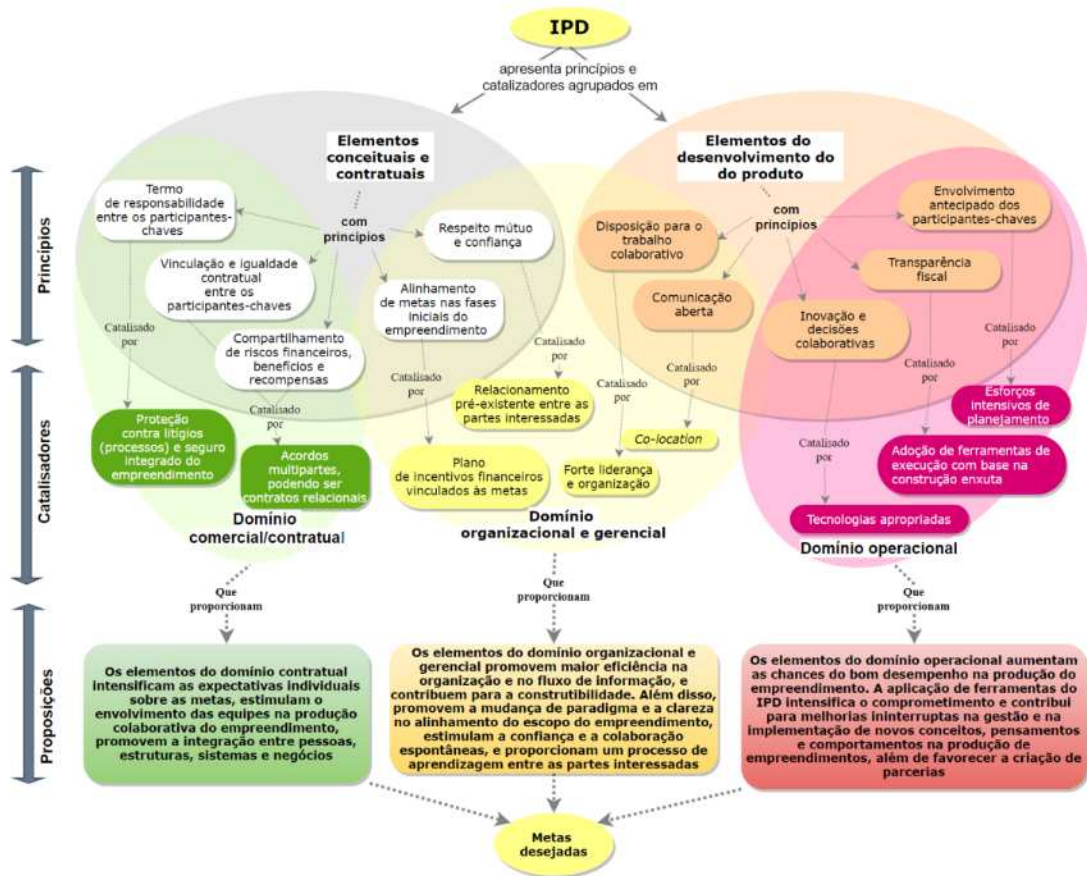 IPD
apresenta princípios e
catalizadores agrupados em
Elementos
conceituais e
contratuais
Elementos do
desenvolvimento do
produto
Princípios
Termo
de responsabilidade
entre os participantes-
chaves
com
princípios
Respeito mútuo
e confiança
Vinculação e igualdade
contratual
entre os
participantes-chaves
Alinhamento
de metas nas fases
iniciais do
empreendimento
Compartilhamento
de riscos financeiros,
benefícios e
recompensas
Disposição para o
trabalho
colaborativo
com
princípios
Envolvimento
antecipado dos
participantes-chaves
Transparência
fiscal
Comunicação
aberta
Inovação e
decisões
colaborativas
Catalisadores
Catalisado
por
Catalisado
por
Catalisado
por
Catalisado
por
Catalisado
por
Catalisado
por
Catalisado
por
Catalisado
por
Catalisado
por
Proteção
contra litígios
(processos) e seguro
integrado do
empreendimento
Acordos
multipartes,
podendo ser
contratos relacionais
Domínio
comercial/contratual
Relacionamento
pré-existente entre as
partes interessadas
Plano
de incentivos financeiros
vinculados às metas
Co-location
Forte liderança
e organização
Domínio
organizacional e gerencial
Esforços
intensivos de
planejamento
Adoção de ferramentas de
execução com base na
construção enxuta
Tecnologias apropriadas
Domínio operacional
Que
proporcionam
Que
proporcionam
Que
proporcionam
Proposições
Os elementos do domínio contratual
intensificam as expectativas individuais
sobre as metas, estimulam o
envolvimento das equipes na produção
colaborativa do empreendimento,
promovem a integração entre pessoas,
estruturas, sistemas e negócios
Os elementos do domínio organizacional e
gerencial promovem maior eficiência na
organização e no fluxo de informação, e
contribuem para a construtibilidade. Além disso,
promovem a mudança de paradigma e a clareza
no alinhamento do escopo do empreendimento,
estimulam a confiança e a colaboração
espontâneas, e proporcionam um processo de
aprendizagem entre as partes interessadas
Os elementos do domínio operacional aumentam
as chances do bom desempenho na produção do
empreendimento. A aplicação de ferramentas do
IPD intensifica o comprometimento e contribui
para melhorias ininterruptas na gestão e na
implementação de novos conceitos, pensamentos
e comportamentos na produção de
empreendimentos, além de favorecer a criação de
parcerias
Metas
desejadas